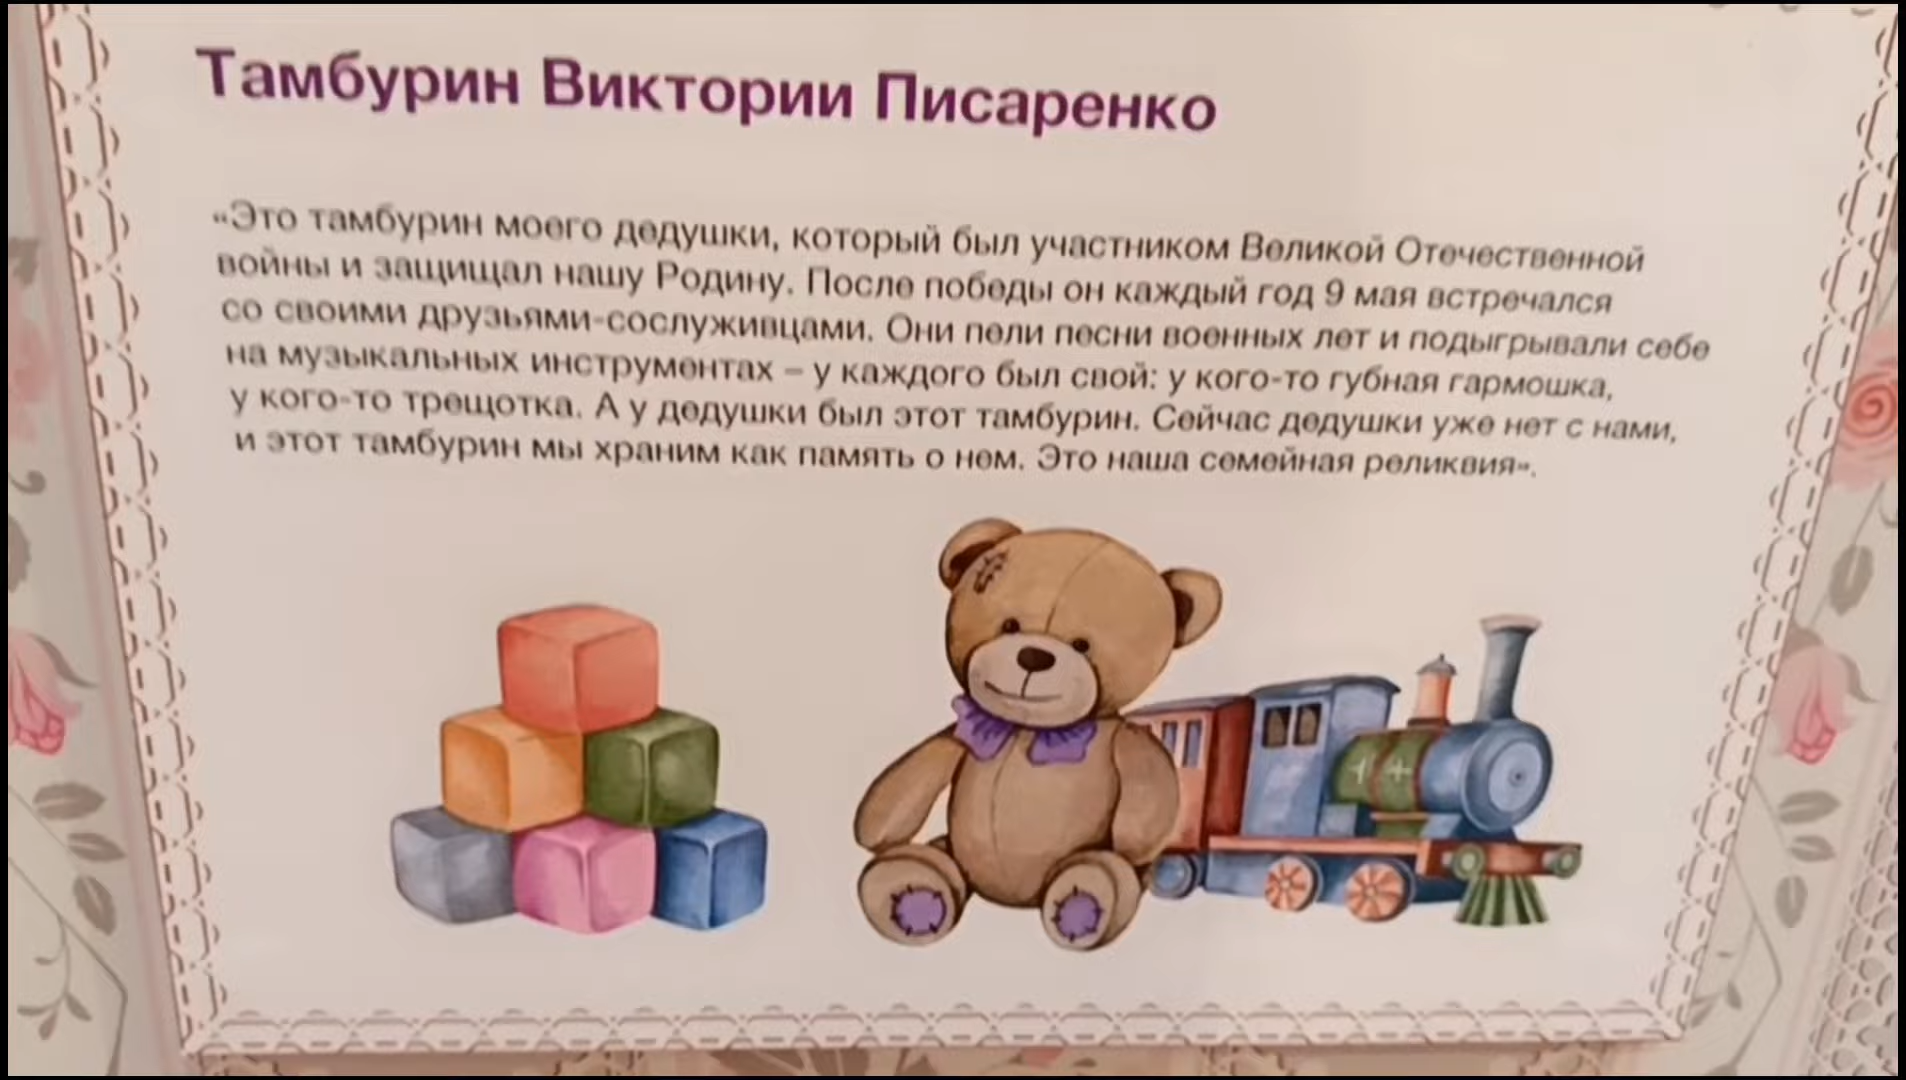 Тамбурин Виктории Писаренко
«Это тамбурин моего дедушки, который был участником Великой Отечественной
войны и защищал нашу Родину. После победы он каждый год 9 мая встречался
со своими друзьями-сослуживцами. Они пели песни военных лет и подыгрывали себе
на музыкальных инструментах – у каждого был свой: у кого-то губная гармошка,
у кого-то трещотка. А у дедушки был этот тамбурин. Сейчас дедушки уже нет с нами,
и этот тамбурин мы храним как память о нем. Это наша семейная реликвия».